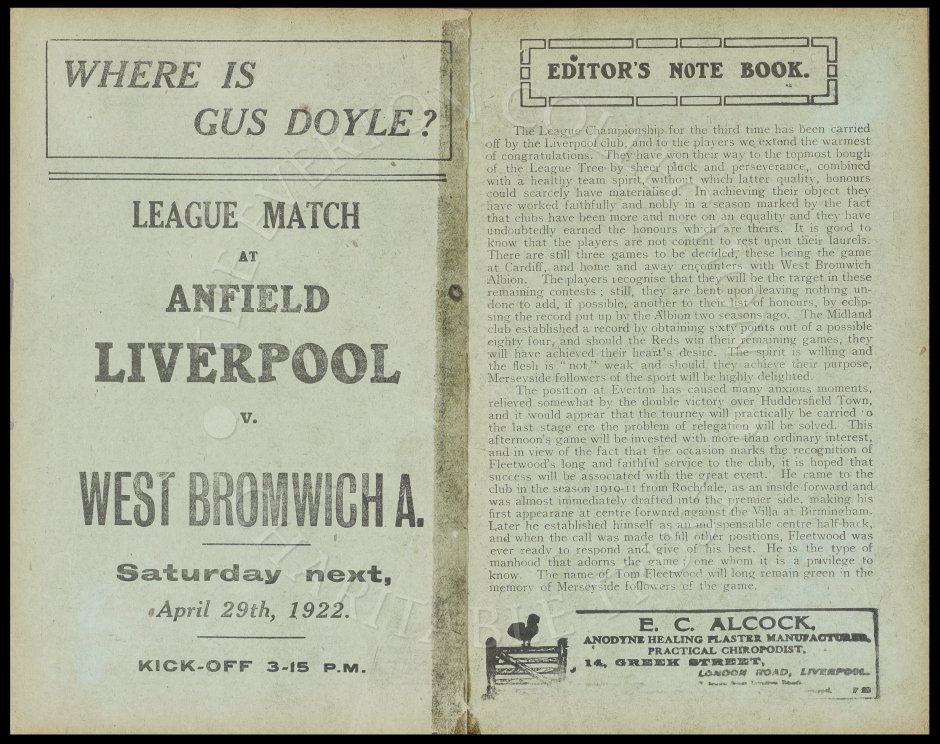 WHERE IS
GUS DOYLE?
LEAGUE MATCH
AT
ANFIELD
LIVERPOOL
v.
WEST BROMWICH A.
Saturday next,
April 29th, 1922.
KICK-OFF 3-15 P.M.
EDITOR'S NOTE BOOK.
The League Championship for the third time has been carried
off by the Liverpool club, and to the players we extend the warmest
of congratulations. They have won their way to the topmost bough
of the League Tree by sheer pluck and perseverance, combined
with a healthy team spirit, without which latter quality, honours
could scarcely have materialised. In achieving their object they
have worked faithfully and nobly in a season marked by the fact
that clubs have been more and more on an equality and they have
undoubtedly earned the honours which are theirs. It is good to
know that the players are not content to rest upon their laurels.
There are still three games to be decided, these being the game
at Cardiff, and home and away encounters with West Bromwich
Albion. The players recognise that they will be the target in these
remaining contests; still, they are bent upon leaving nothing un-
done to add, if possible, another to their list of honours, by eclip-
sing the record put up by the Albion two seasons ago. The Midland
club established a record by obtaining sixty points out of a possible
eighty four, and should the Reds win their remaining games, they
will have achieved their heart's desire. The spirit is willing and
the flesh is "not" weak and should they achieve their purpose,
Merseyside followers of the sport will be highly delighted.
The position at Everton has caused many anxious moments,
relieved somewhat by the double victory over Huddersfield Town,
and it would appear that the tourney will practically be carried to
the last stage ere the problem of relegation will be solved. This
afternoon's game will be invested with more than ordinary interest,
and in view of the fact that the occasion marks the recognition of
Fleetwood's long and faithful service to the club, it is hoped that
success will be associated with the great event. He came to the
club in the season 1910-11 from Rochdale, as an inside forward and
was almost immediately drafted into the premier side, making his
first appearane at centre forward against the Villa at Birmingham.
Later he established himself as an indispensable centre half-back,
and when the call was made to fill other positions, Fleetwood was
ever ready to respond and give of his best. He is the type of
manhood that adorns the game; one whom it is a privilege to
know. The name of Tom Fleetwood will long remain green in the
memory of Merseyside followers of the game.
E. C. ALCOCK,
ANODYNE HEALING PLASTER MANUFACTURER,
PRACTICAL CHIROPODIST,
14, GREEK STREET,
LONDON ROAD, LIVERPOOL.